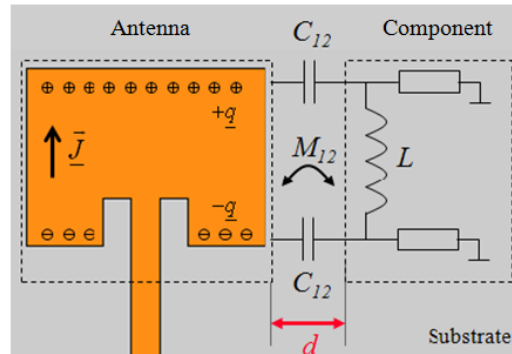 Antenna
C12
Component
+q
J
M12
L
−q
C12
d
Substrate